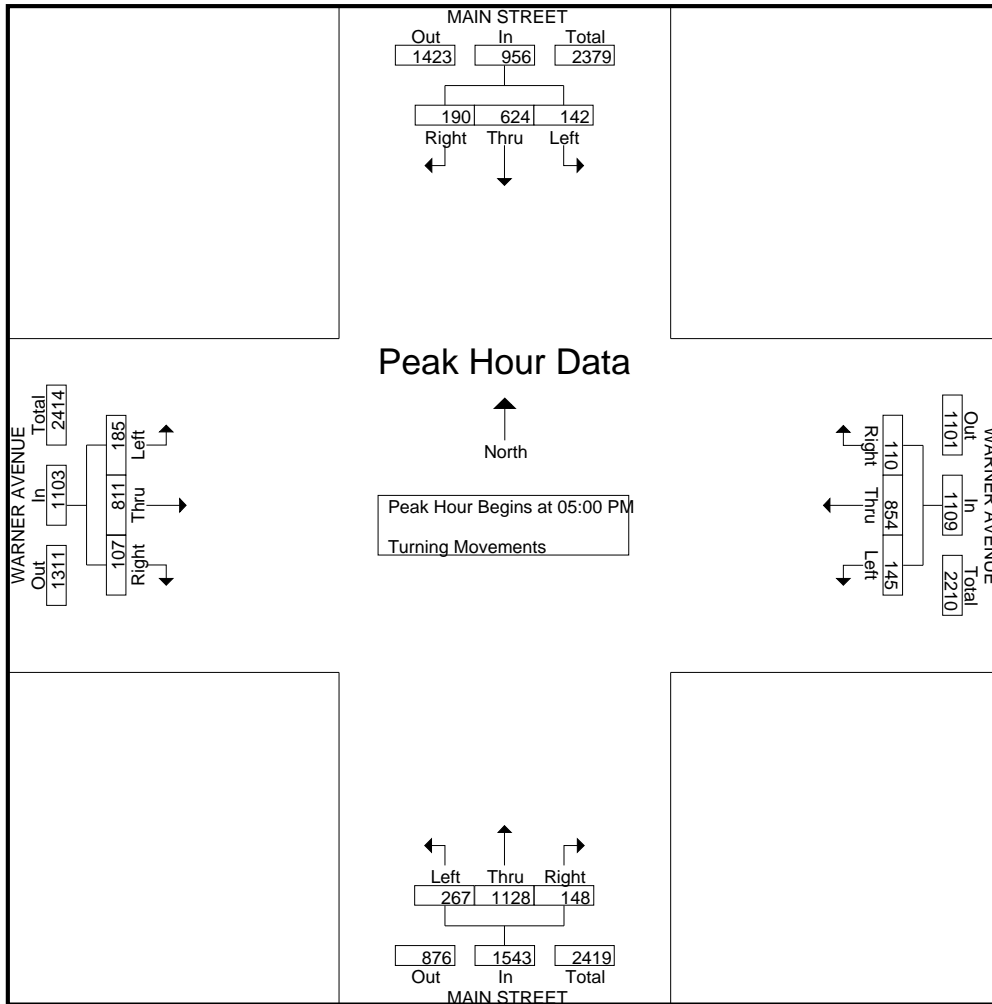 MAIN STREET
Out In Total
1423 956 2379
190 624 142
Right Thru Left
Peak Hour Data
North
Peak Hour Begins at 05:00 PM
Turning Movements
WARNER AVENUE
Out In Total
1311 1103 2414
107 811 185
Right Thru Left
WARNER AVENUE
Out In Total
1101 1109 2210
110 854 145
Right Thru Left
Left Thru Right
267 1128 148
876 1543 2419
Out In Total
MAIN STREET